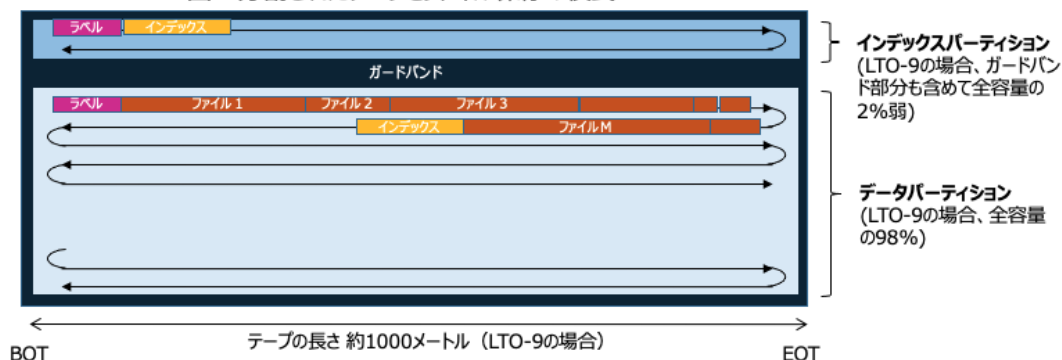 ラベル インデックス
ガードバンド
インデックスパーティション
(LTO-9の場合、ガードバン
ド部分も含めて全容量の
2%弱)
ラベル ファイル 1 ファイル 2 ファイル 3
インデックス ファイル M
データパーティション
(LTO-9の場合、全容量
の98%)
テープの長さ 約1000メートル（LTO-9の場合）
BOT EOT